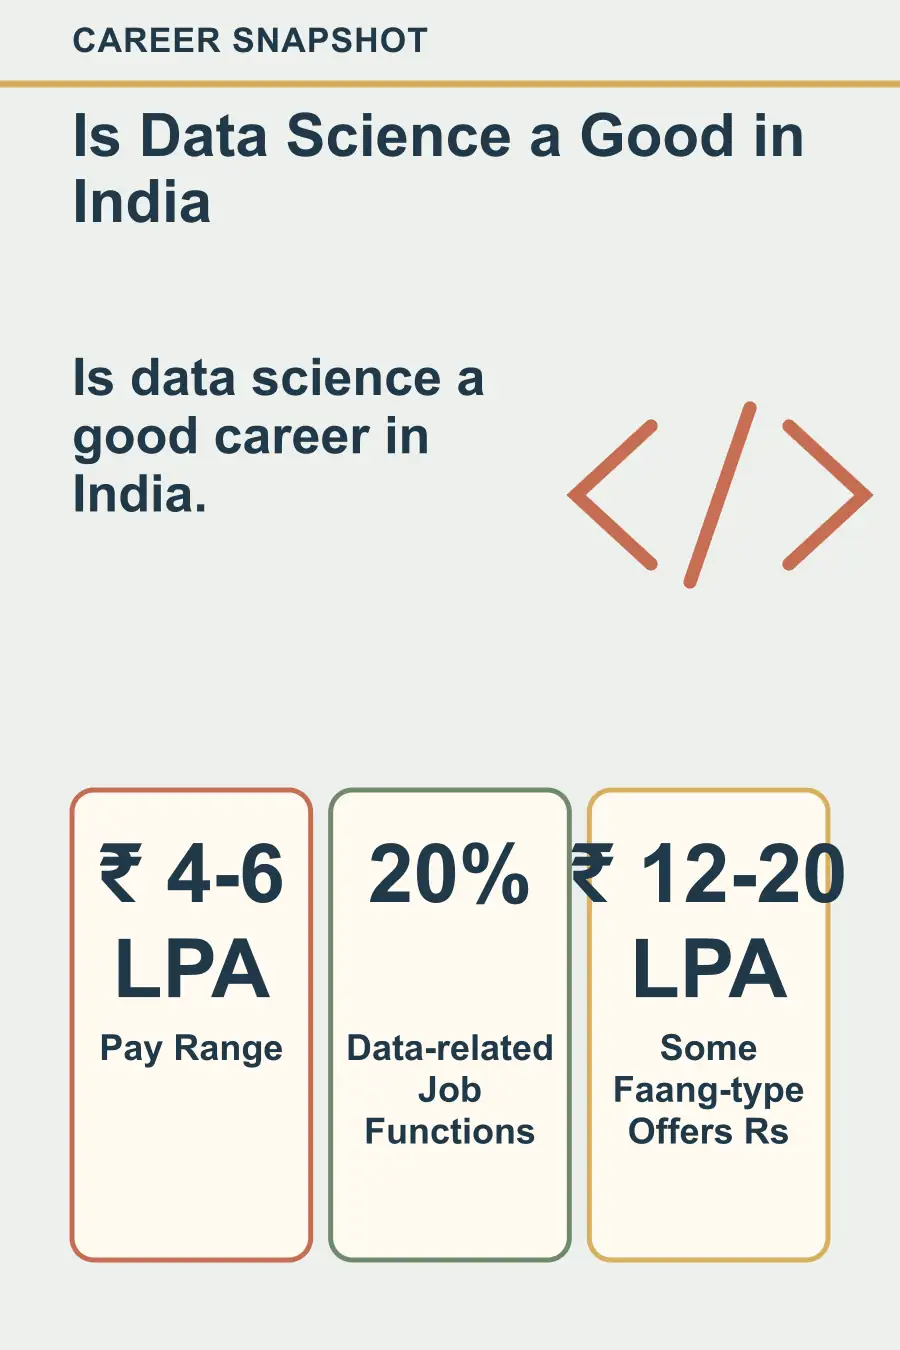 CAREER SNAPSHOT
Is Data Science a Good in
India
Is data science a
good career in
India.
₹ 4-6
LPA
Pay Range
20%
Data-related
Job
Functions
₹ 12-20
LPA
Some
Faang-type
Offers Rs